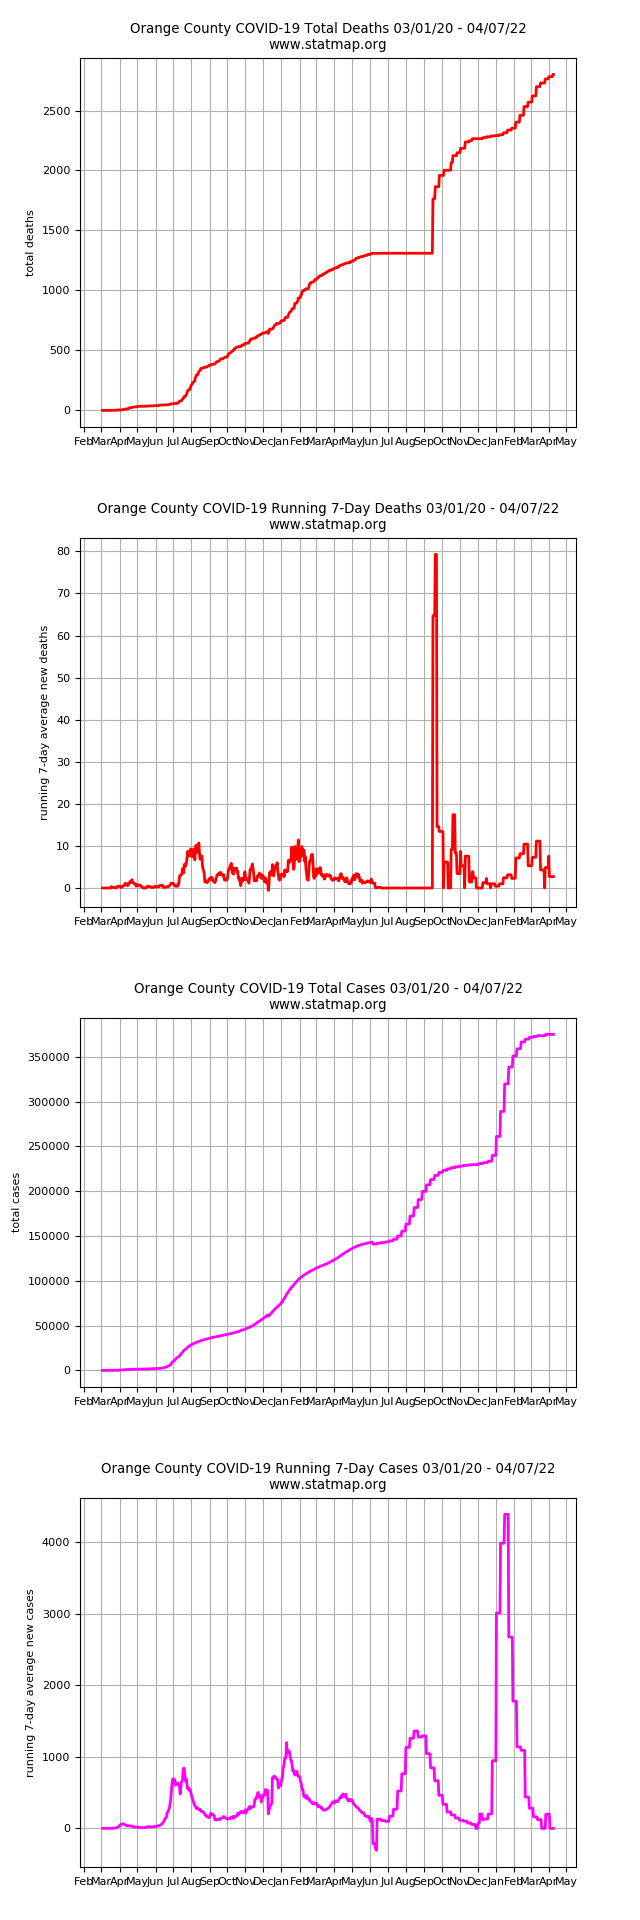 Orange County COVID-19 Total Deaths 03/01/20 - 04/07/22
www.statmap.org
total deaths
2500
2000
1500
1000
500
0
Feb Mar Apr May Jun Jul Aug Sep Oct Nov Dec Jan Feb Mar Apr May Jun Jul Aug Sep Oct Nov Dec Jan Feb Mar Apr May
Orange County COVID-19 Running 7-Day Deaths 03/01/20 - 04/07/22
www.statmap.org
running 7-day average new deaths
80
70
60
50
40
30
20
10
0
Feb Mar Apr May Jun Jul Aug Sep Oct Nov Dec Jan Feb Mar Apr May Jun Jul Aug Sep Oct Nov Dec Jan Feb Mar Apr May
Orange County COVID-19 Total Cases 03/01/20 - 04/07/22
www.statmap.org
total cases
350000
300000
250000
200000
150000
100000
50000
0
Feb Mar Apr May Jun Jul Aug Sep Oct Nov Dec Jan Feb Mar Apr May Jun Jul Aug Sep Oct Nov Dec Jan Feb Mar Apr May
Orange County COVID-19 Running 7-Day Cases 03/01/20 - 04/07/22
www.statmap.org
running 7-day average new cases
4000
3000
2000
1000
0
Feb Mar Apr May Jun Jul Aug Sep Oct Nov Dec Jan Feb Mar Apr May Jun Jul Aug Sep Oct Nov Dec Jan Feb Mar Apr May